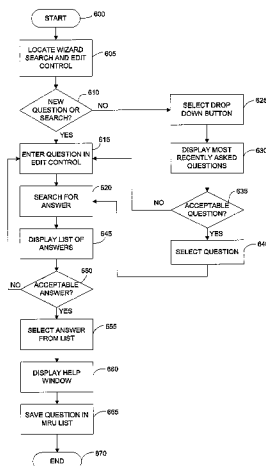 START
600
LOCATE WIZARD
SEARCH AND EDIT
CONTROL
605
NEW
QUESTION OR
SEARCH?
610
NO
YES
SELECT DROP
DOWN BUTTON
625
DISPLAY MOST
RECENTLY ASKED
QUESTIONS
630
ENTER QUESTION IN
EDIT CONTROL
615
SEARCH FOR
ANSWER
620
ACCEPTABLE
QUESTION?
635
NO
YES
SELECT QUESTION
640
DISPLAY LIST OF
ANSWERS
645
ACCEPTABLE
ANSWER?
650
NO
YES
SELECT ANSWER
FROM LIST
655
DISPLAY HELP
WINDOW
660
SAVE QUESTION IN
MRU LIST
665
END
670